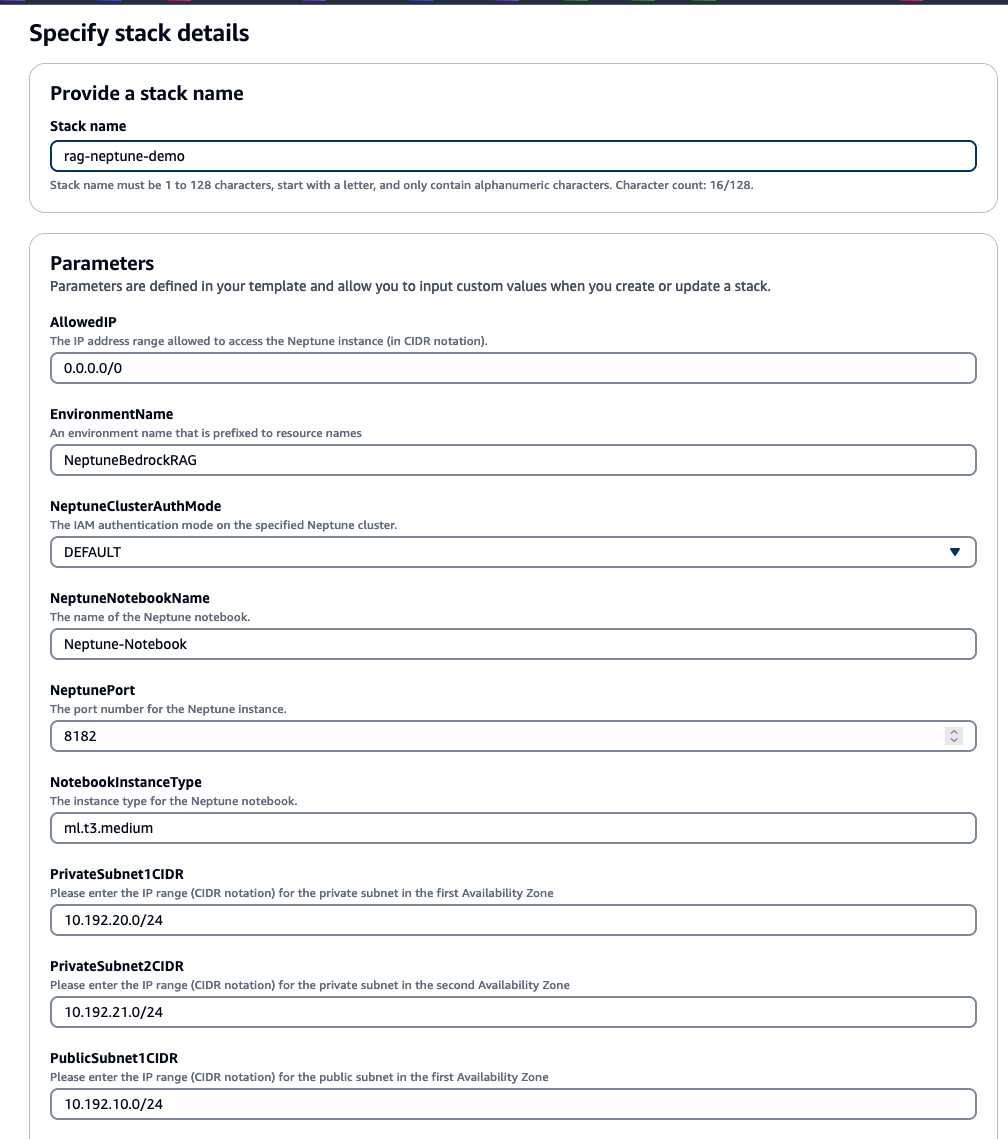 Specify stack details
Provide a stack name
Stack name
rag-neptune-demo
Stack name must be 1 to 128 characters, start with a letter, and only contain alphanumeric characters. Character count: 16/128.
Parameters
Parameters are defined in your template and allow you to input custom values when you create or update a stack.
AllowedIP
The IP address range allowed to access the Neptune instance (in CIDR notation).
0.0.0.0/0
EnvironmentName
An environment name that is prefixed to resource names
NeptuneBedrockRAG
NeptuneClusterAuthMode
The IAM authentication mode on the specified Neptune cluster.
DEFAULT
NeptuneNotebookName
The name of the Neptune notebook.
Neptune-Notebook
NeptunePort
The port number for the Neptune instance.
8182
NotebookInstanceType
The instance type for the Neptune notebook.
ml.t3.medium
PrivateSubnet1CIDR
Please enter the IP range (CIDR notation) for the private subnet in the first Availability Zone
10.192.20.0/24
PrivateSubnet2CIDR
Please enter the IP range (CIDR notation) for the private subnet in the second Availability Zone
10.192.21.0/24
PublicSubnet1CIDR
Please enter the IP range (CIDR notation) for the public subnet in the first Availability Zone
10.192.10.0/24